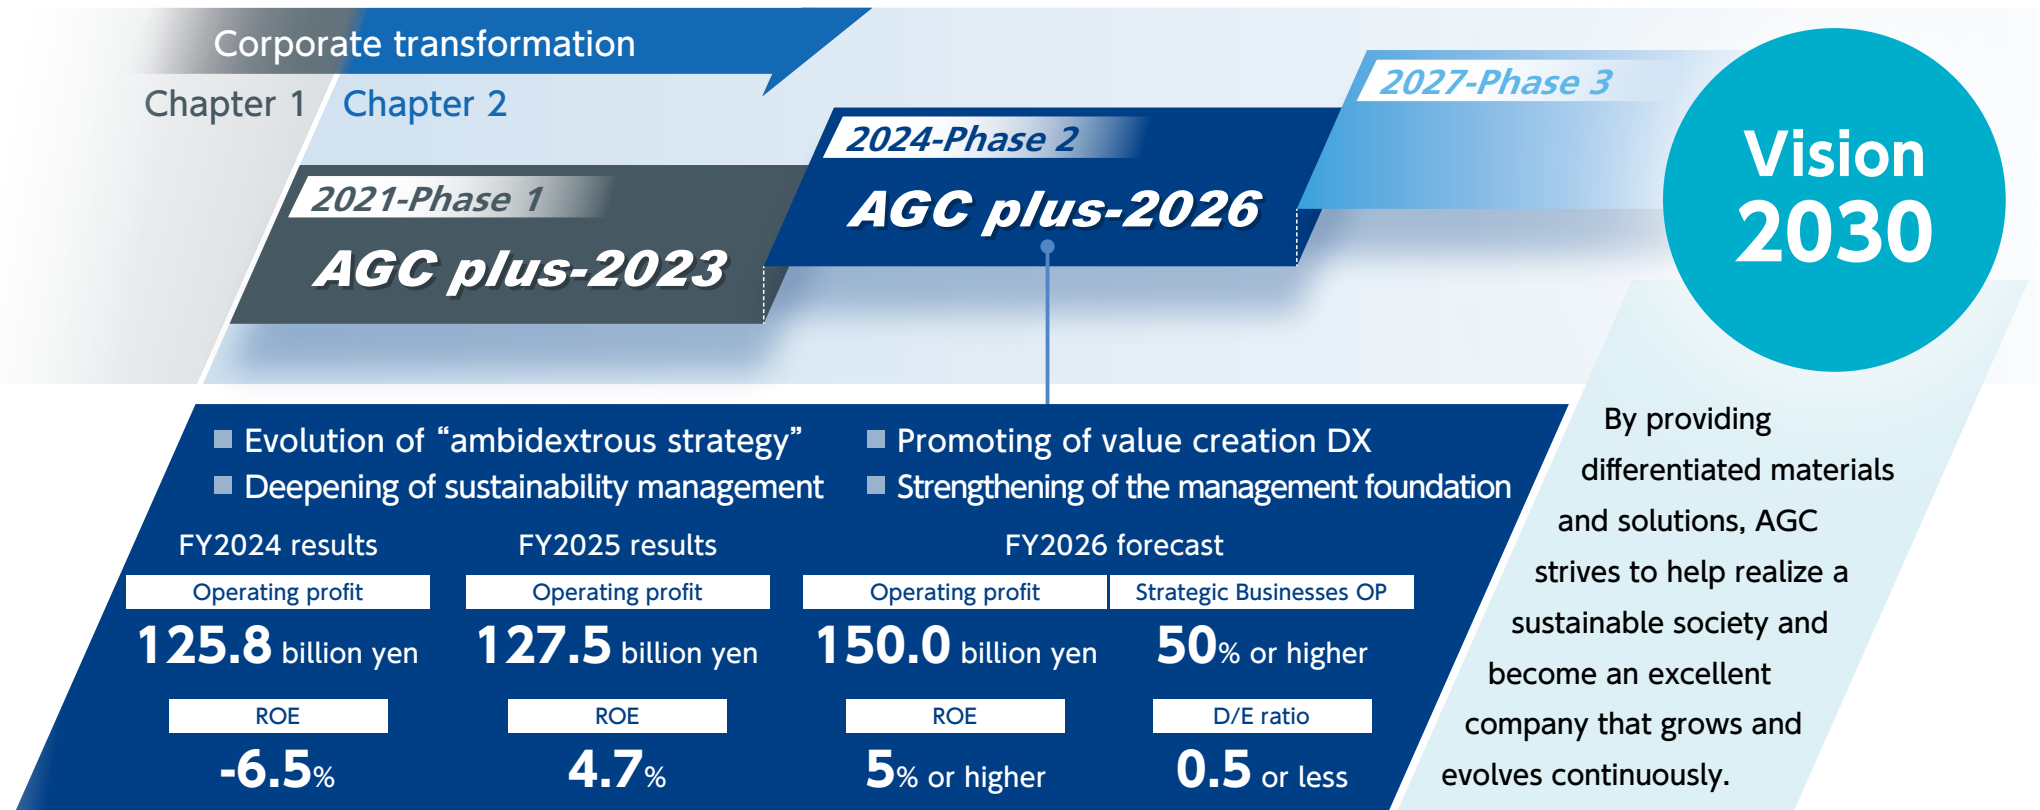 Corporate transformation
Chapter 1
Chapter 2
2021-Phase 1
AGC plus-2023
2024-Phase 2
AGC plus-2026
2027-Phase 3
Vision
2030
■ Evolution of “ambidextrous strategy”
■ Deepening of sustainability management
■ Promoting of value creation DX
■ Strengthening of the management foundation
FY2024 results
Operating profit
125.8 billion yen
ROE
-6.5%
FY2025 results
Operating profit
127.5 billion yen
ROE
4.7%
FY2026 forecast
Operating profit
150.0 billion yen
ROE
5% or higher
Strategic Businesses OP
50% or higher
D/E ratio
0.5 or less
By providing
differentiated materials
and solutions, AGC
strives to help realize a
sustainable society and
become an excellent
company that grows and
evolves continuously.